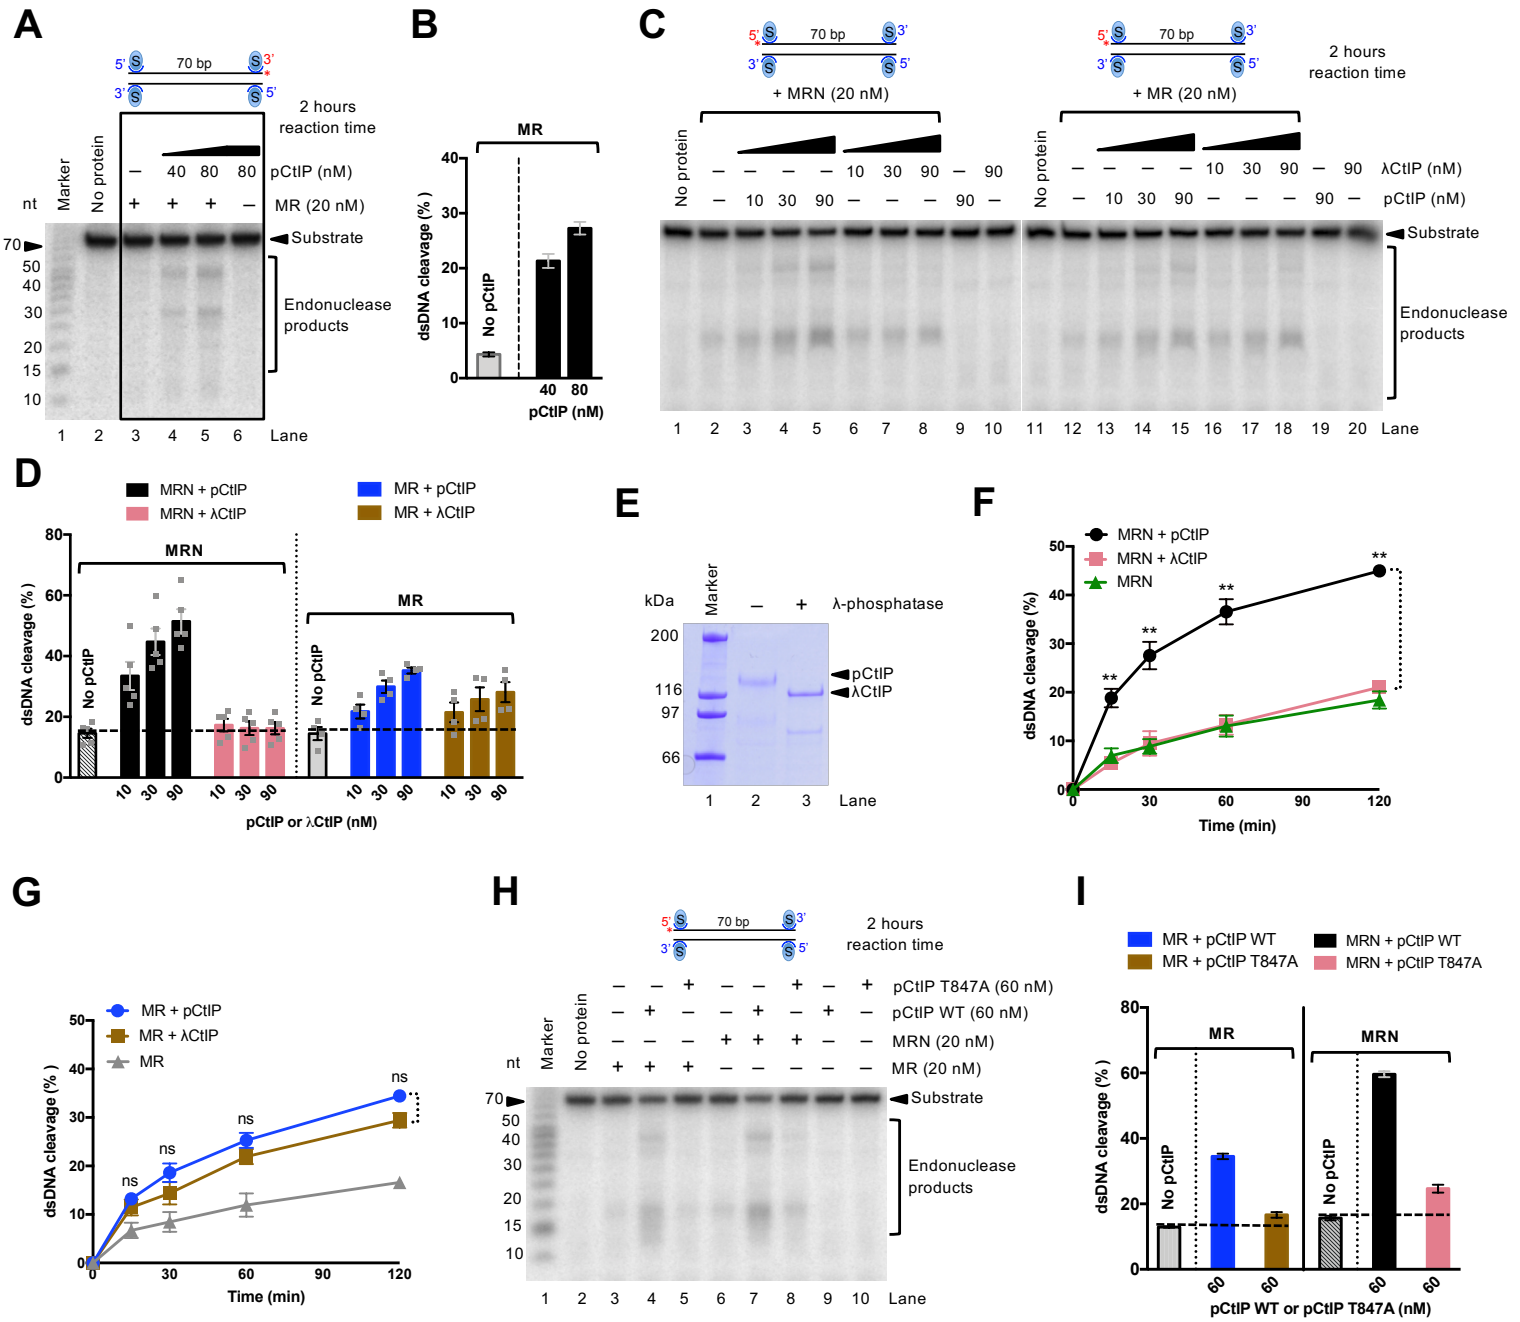 A
5' S 70 bp S 3'
*
3' S S 5'
2 hours
reaction time
Marker
No protein
– 40 80 80 pCtIP (nM)
nt + + + – MR (20 nM)
70 Substrate
50
40
30
20
15
10
Endonuclease
products
1 2 3 4 5 6 Lane
B
MR
dsDNA cleavage (% )
40
30
20
10
0
No pCtIP
40 80
pCtIP (nM)
C
5' S 70 bp S 3'
*
3' S S 5'
+ MRN (20 nM)
5' S 70 bp S 3'
*
3' S S 5'
+ MR (20 nM)
2 hours
reaction time
No protein
No protein
– – – – 10 30 90 – 90 – – – – 10 30 90 – 90 λCtIP (nM)
– 10 30 90 – – – 90 – – 10 30 90 – – – 90 – pCtIP (nM)
Substrate
Endonuclease
products
1 2 3 4 5 6 7 8 9 10 11 12 13 14 15 16 17 18 19 20 Lane
D
MRN + pCtIP
MRN + λCtIP
MR + pCtIP
MR + λCtIP
dsDNA cleavage (% )
80
60
40
20
0
MRN
MR
No pCtIP
No pCtIP
10 30 90 10 30 90 10 30 90 10 30 90
pCtIP or λCtIP (nM)
E
kDa
Marker
– + λ-phosphatase
200
116
97
66
pCtIP
λCtIP
1 2 3 Lane
F
MRN + pCtIP
MRN + λCtIP
MRN
dsDNA cleavage (%)
50
40
30
20
10
0
** ** ** **
0 30 60 90 120
Time (min)
G
MR + pCtIP
MR + λCtIP
MR
dsDNA cleavage (% )
50
40
30
20
10
0
ns ns ns ns
0 30 60 90 120
Time (min)
H
5' S 70 bp S 3'
*
3' S S 5'
2 hours
reaction time
Marker
No protein
– – + – – + – + pCtIP T847A (60 nM)
– + – – + – + – pCtIP WT (60 nM)
– – – + + + – – MRN (20 nM)
nt + + + – – – – – MR (20 nM)
70 Substrate
50
40
30
20
15
10
Endonuclease
products
1 2 3 4 5 6 7 8 9 10 Lane
I
MR + pCtIP WT
MR + pCtIP T847A
MRN + pCtIP WT
MRN + pCtIP T847A
dsDNA cleavage (% )
80
60
40
20
0
MR
MRN
No pCtIP
No pCtIP
60 60 60 60
pCtIP WT or pCtIP T847A (nM)